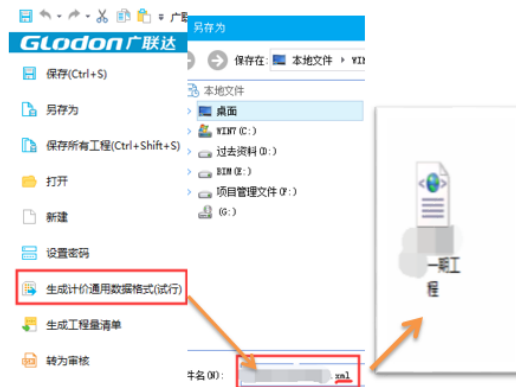 广
GLodon广联达
保存(Ctrl+S)
另存为
保存所有工程(Ctrl+Shift+S)
打开
新建
设置密码
生成计价通用数据格式(试行)
生成工程量清单
转为审核
另存为
保存在: 本地文件
本地文件
桌面
WIN7 (C:)
过去资料 (D:)
BIM (E:)
项目管理文件 (F:)
(G:)
件名(N):
.xml
一期工
程